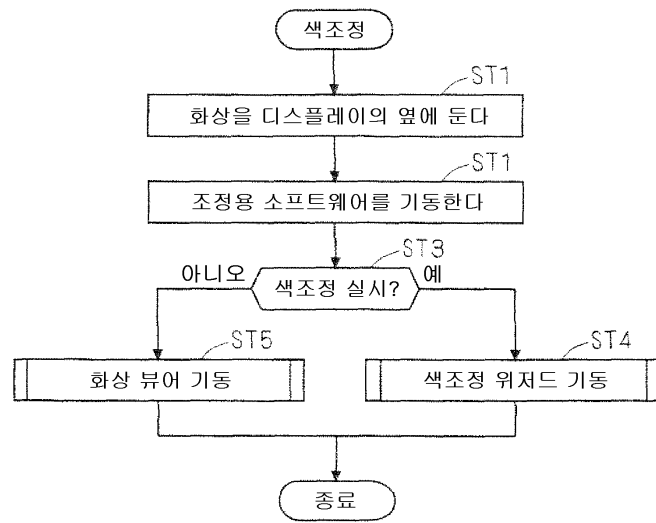 색조정
ST1
화상을 디스플레이의 옆에 둔다
ST1
조정용 소프트웨어를 기동한다
ST3
아니오
색조정 실시?
예
ST5
화상 뷰어 기동
ST4
색조정 위저드 기동
종료